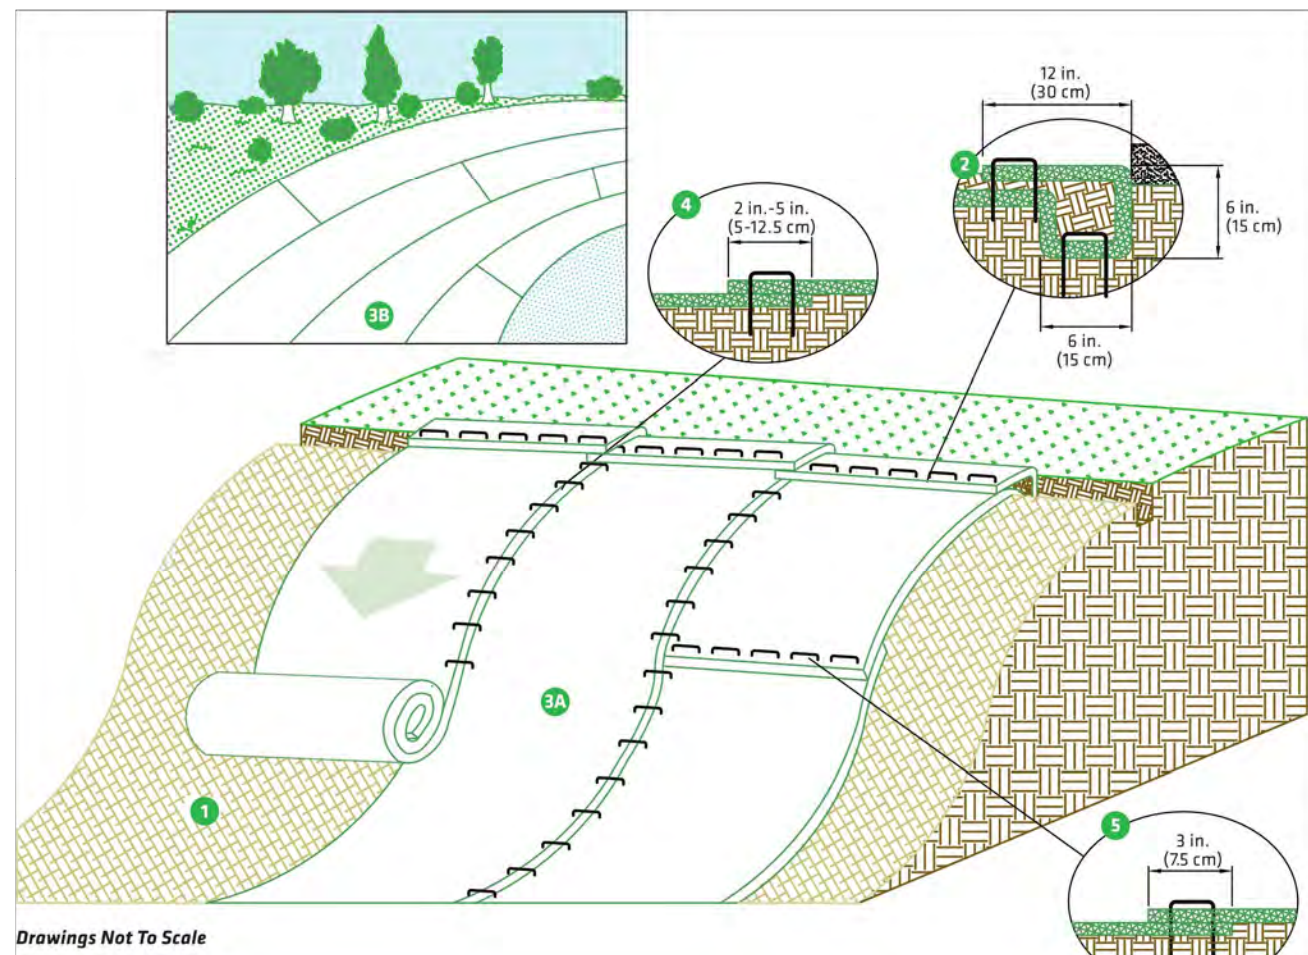 12 in.
(30 cm)
2
4
2 in.-5 in.
(5-12.5 cm)
6 in.
(15 cm)
3B
6 in.
(15 cm)
3A
1
5
3 in.
(7.5 cm)
Drawings Not To Scale